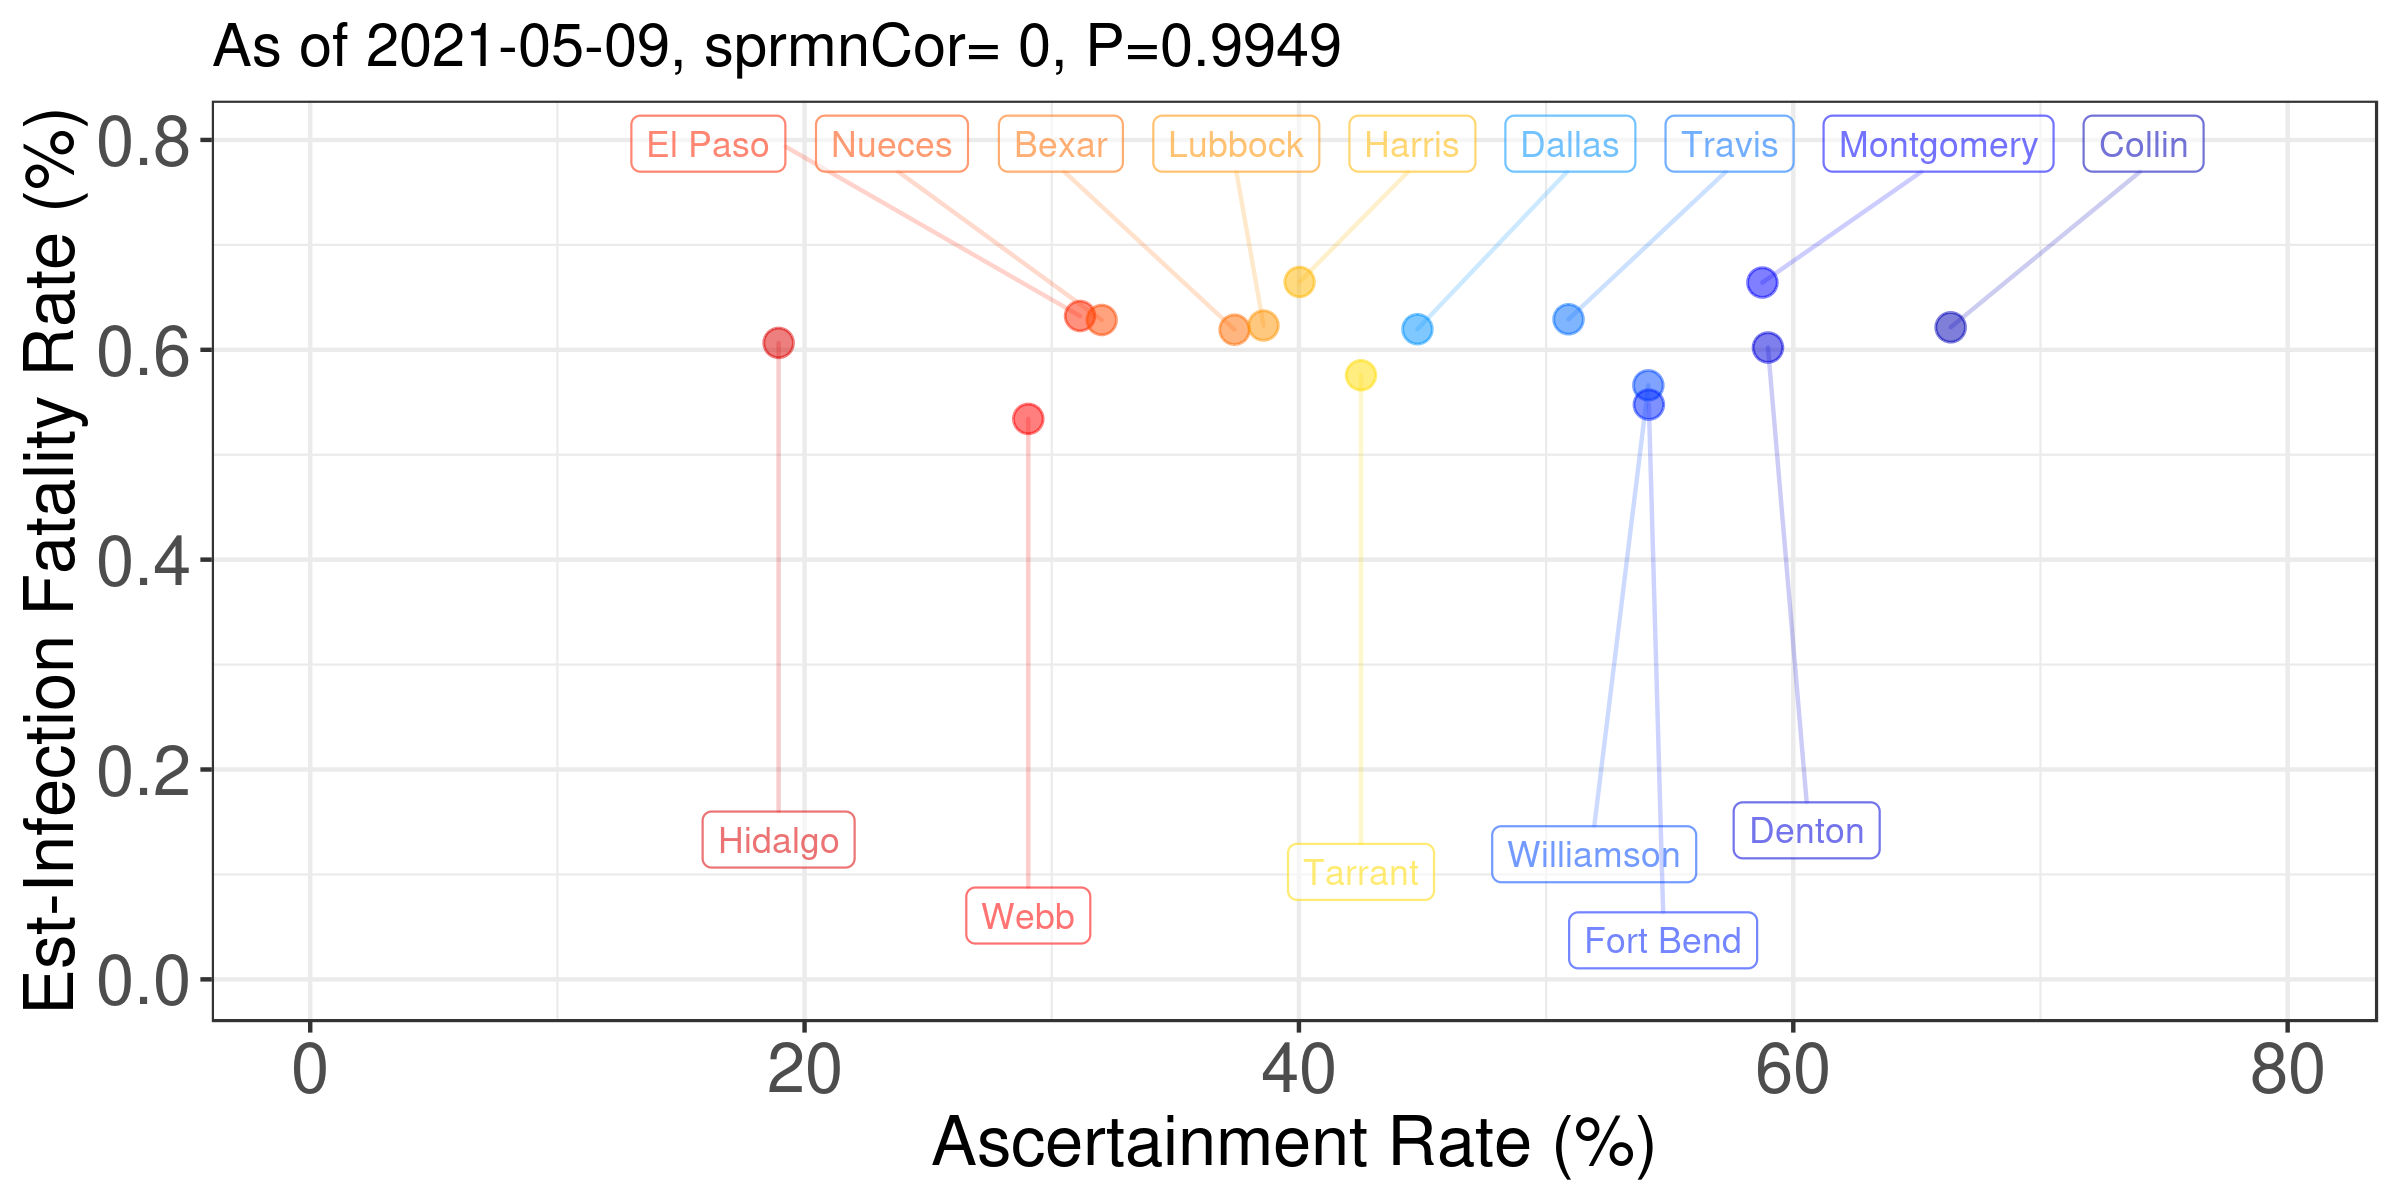 As of 2021-05-09, sprmnCor= 0, P=0.9949
Est-Infection Fatality Rate (%)
0.8
0.6
0.4
0.2
0.0
El Paso
Nueces
Bexar
Lubbock
Harris
Dallas
Travis
Montgomery
Collin
Hidalgo
Webb
Tarrant
Williamson
Denton
Fort Bend
0
20
40
60
80
Ascertainment Rate (%)